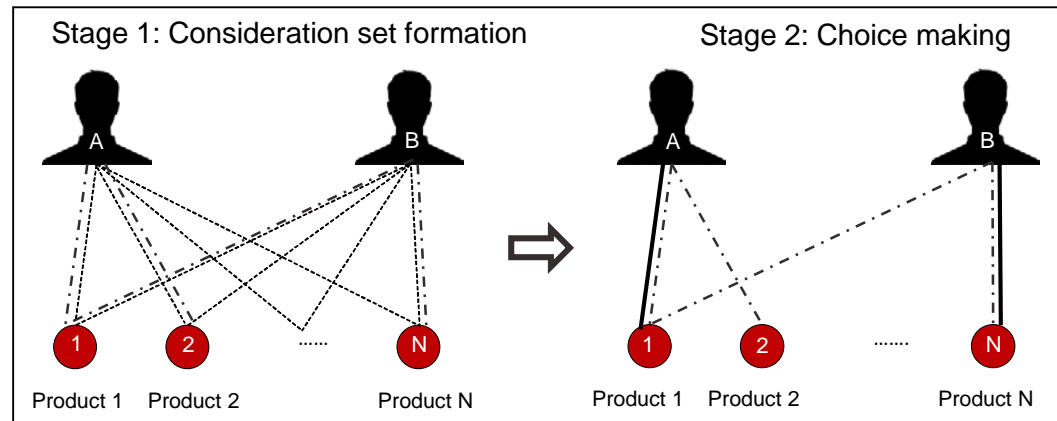 Stage 1: Consideration set formation
Stage 2: Choice making
A
B
A
B
1
2
......
N
1
2
.......
N
Product 1
Product 2
Product N
Product 1
Product 2
Product N